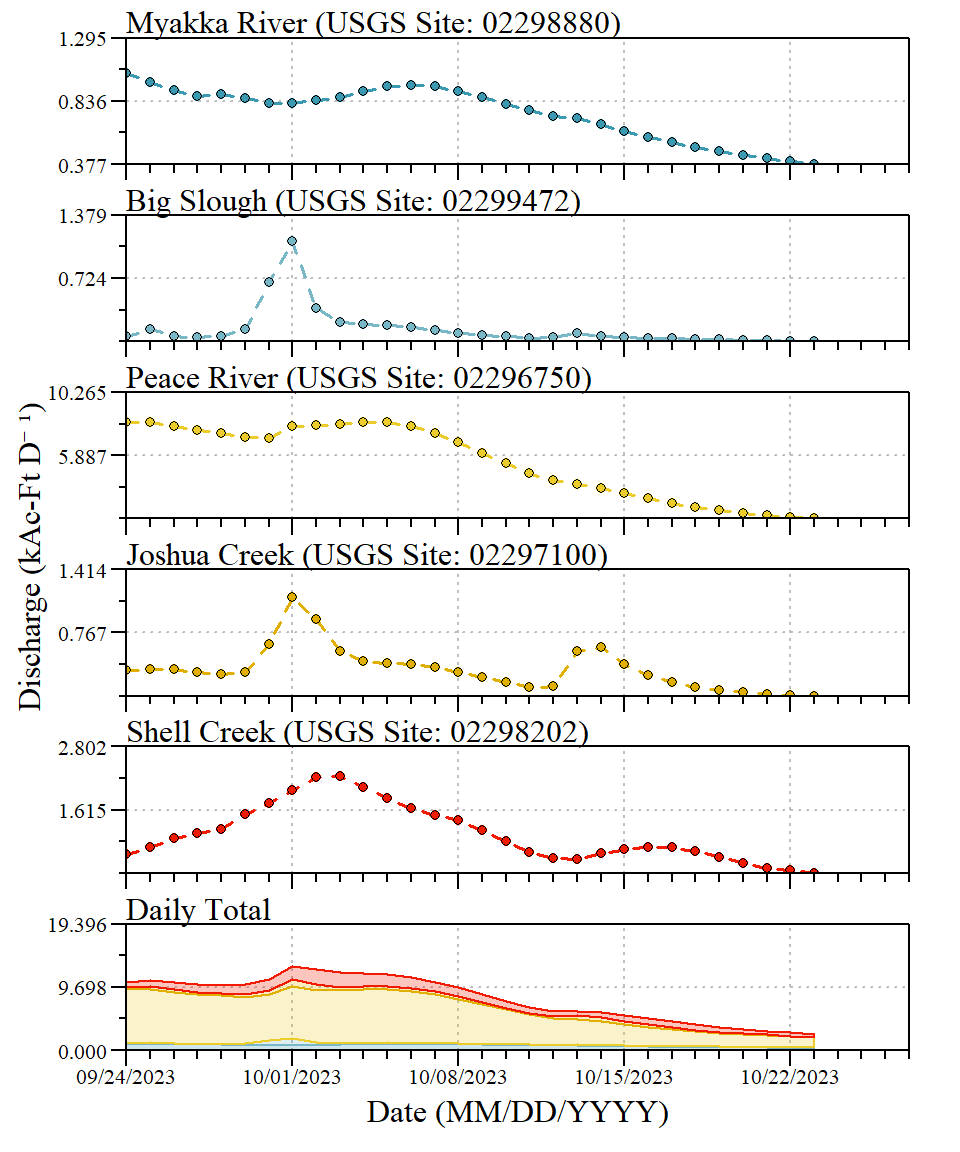 Myakka River (USGS Site: 02298880)
1.295
0.836
0.377
Big Slough (USGS Site: 02299472)
1.379
0.724
Peace River (USGS Site: 02296750)
10.265
5.887
Joshua Creek (USGS Site: 02297100)
1.414
0.767
Shell Creek (USGS Site: 02298202)
2.802
1.615
Daily Total
19.396
9.698
0.000
Discharge (kAc-Ft D⁻¹)
09/24/2023 10/01/2023 10/08/2023 10/15/2023 10/22/2023
Date (MM/DD/YYYY)